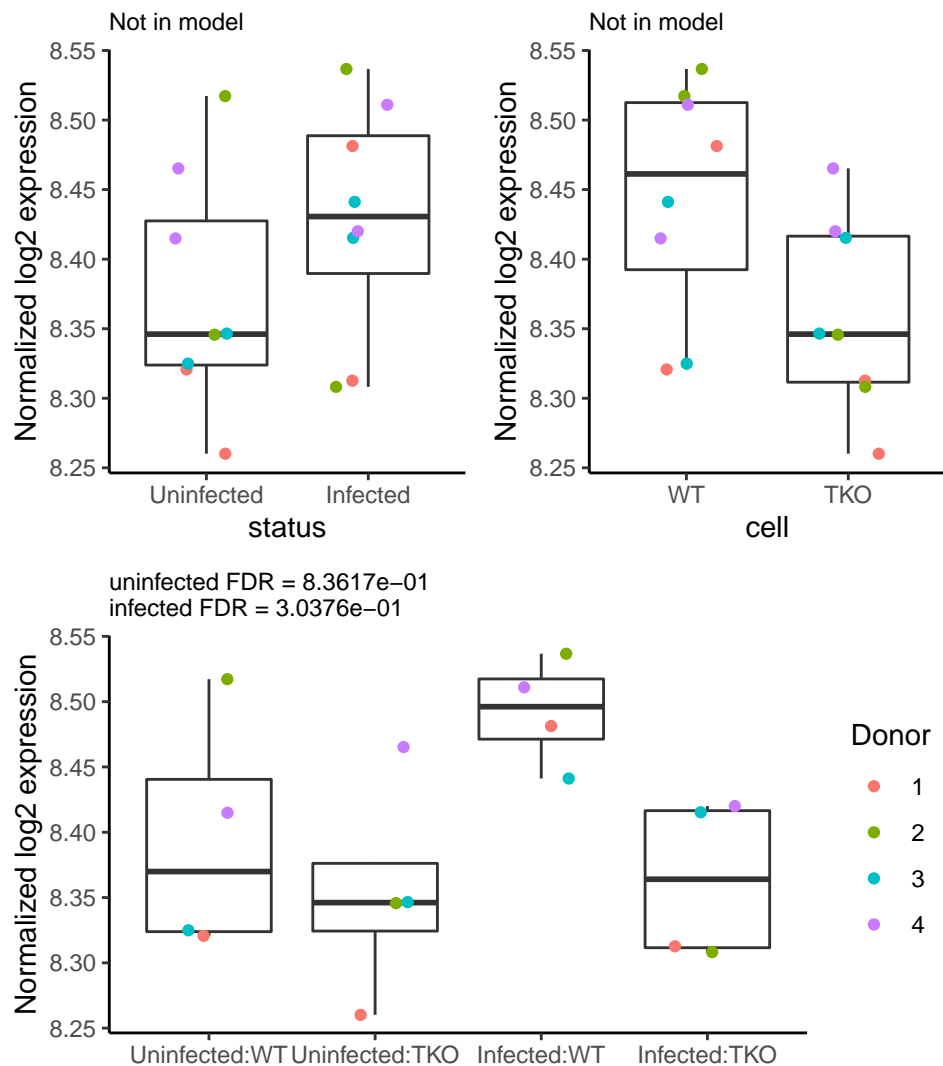 Not in model
Normalized log2 expression
8.55
8.50
8.45
8.40
8.35
8.30
8.25
Uninfected Infected
status
Not in model
Normalized log2 expression
8.55
8.50
8.45
8.40
8.35
8.30
8.25
WT TKO
cell
uninfected FDR = 8.3617e−01
infected FDR = 3.0376e−01
Normalized log2 expression
8.55
8.50
8.45
8.40
8.35
8.30
8.25
Uninfected:WT Uninfected:TKO Infected:WT Infected:TKO
Donor
1
2
3
4